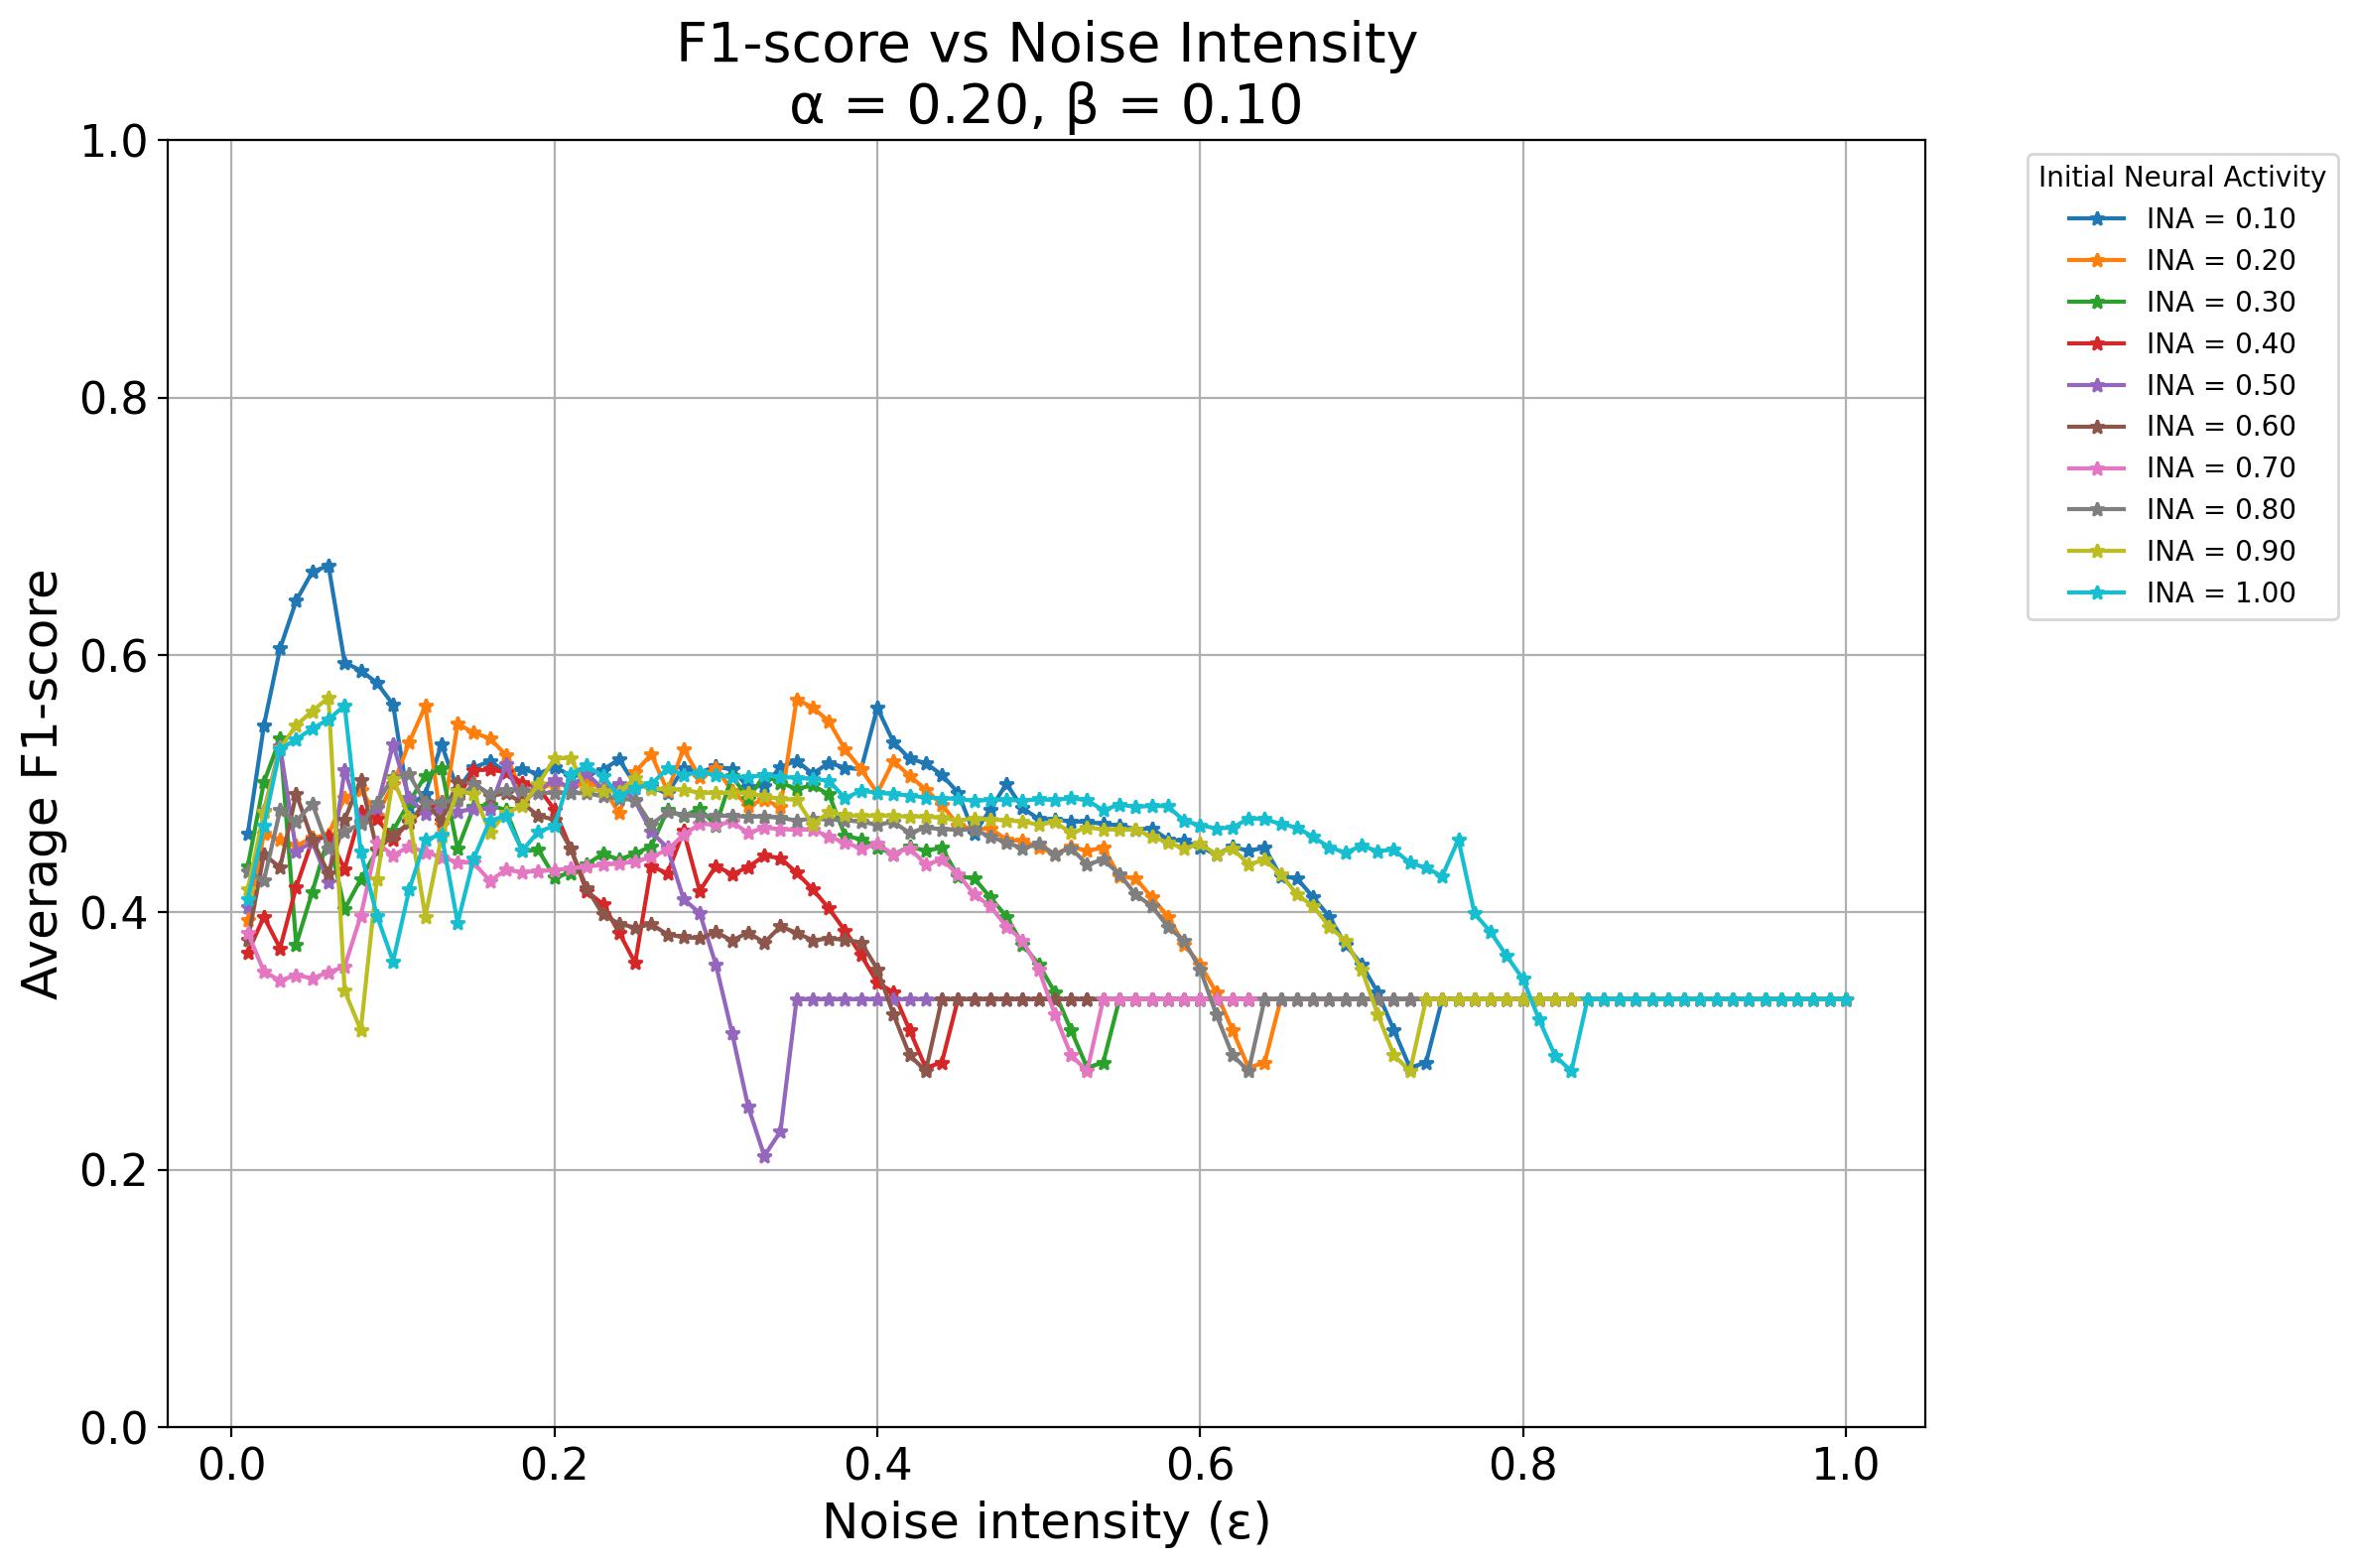 F1-score vs Noise Intensity
α = 0.20, β = 0.10
Average F1-score
1.0
0.8
0.6
0.4
0.2
0.0
0.0 0.2 0.4 0.6 0.8 1.0
Noise intensity (ε)
Initial Neural Activity
INA = 0.10
INA = 0.20
INA = 0.30
INA = 0.40
INA = 0.50
INA = 0.60
INA = 0.70
INA = 0.80
INA = 0.90
INA = 1.00